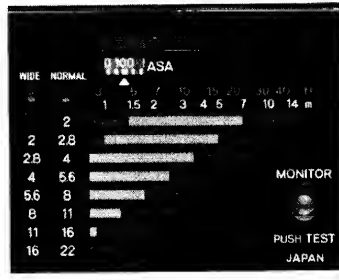 100 ASA
WIDE NORMAL
1 1.5 2 3 4 5 7 10 14 m
2
2 2.8
2.8 4
4 5.6
5.6 8
8 11
11 16
16 22
MONITOR
PUSH TEST
JAPAN